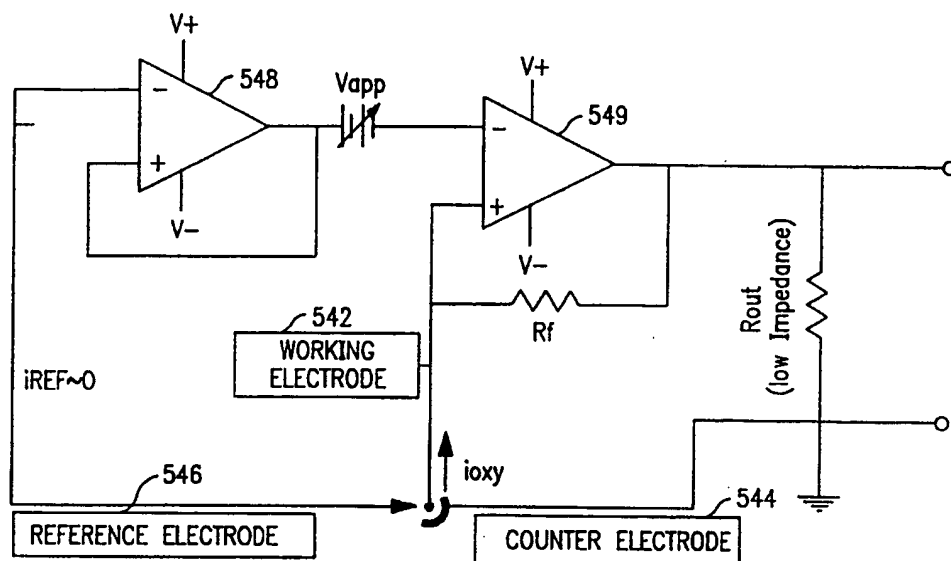 V+
548
Vapp
V+
549
−
+
V−
−
+
V−
Rf
Rout
(low Impedance)
542
WORKING
ELECTRODE
iREF~0
ioxy
546
REFERENCE ELECTRODE
544
COUNTER ELECTRODE